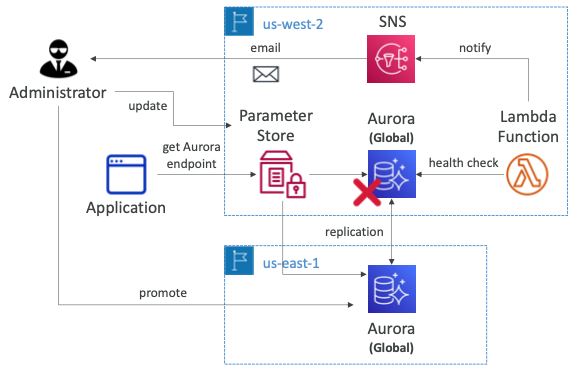 us-west-2
SNS
email
notify
Administrator
update
Parameter
Store
Aurora
(Global)
Lambda
Function
get Aurora
endpoint
health check
Application
replication
us-east-1
promote
Aurora
(Global)